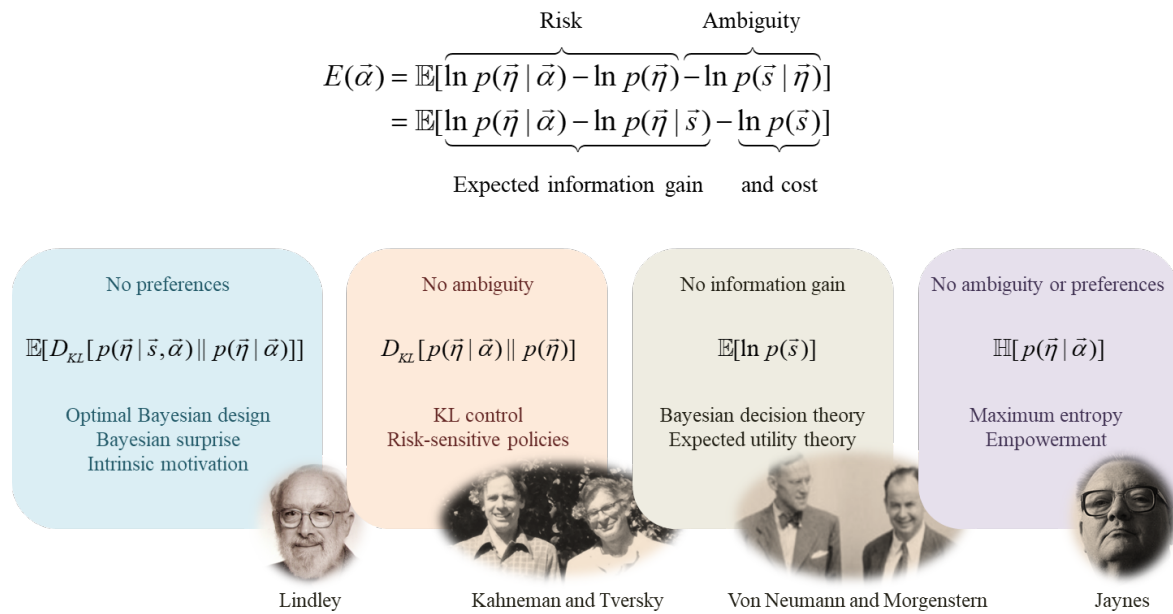 Risk Ambiguity
E(α⃗) = 𝔼[ln p(η⃗ | α⃗) − ln p(η⃗) − ln p(s⃗ | η⃗)]
= 𝔼[ln p(η⃗ | α⃗) − ln p(η⃗ | s⃗) − ln p(s⃗)]
Expected information gain and cost
No preferences
𝔼[D_KL[p(η⃗ | s⃗, α⃗) || p(η⃗ | α⃗)]]
Optimal Bayesian design
Bayesian surprise
Intrinsic motivation
Lindley
No ambiguity
D_KL[p(η⃗ | α⃗) || p(η⃗)]
KL control
Risk-sensitive policies
Kahneman and Tversky
No information gain
𝔼[ln p(s⃗)]
Bayesian decision theory
Expected utility theory
Von Neumann and Morgenstern
No ambiguity or preferences
ℍ[p(η⃗ | α⃗)]
Maximum entropy
Empowerment
Jaynes